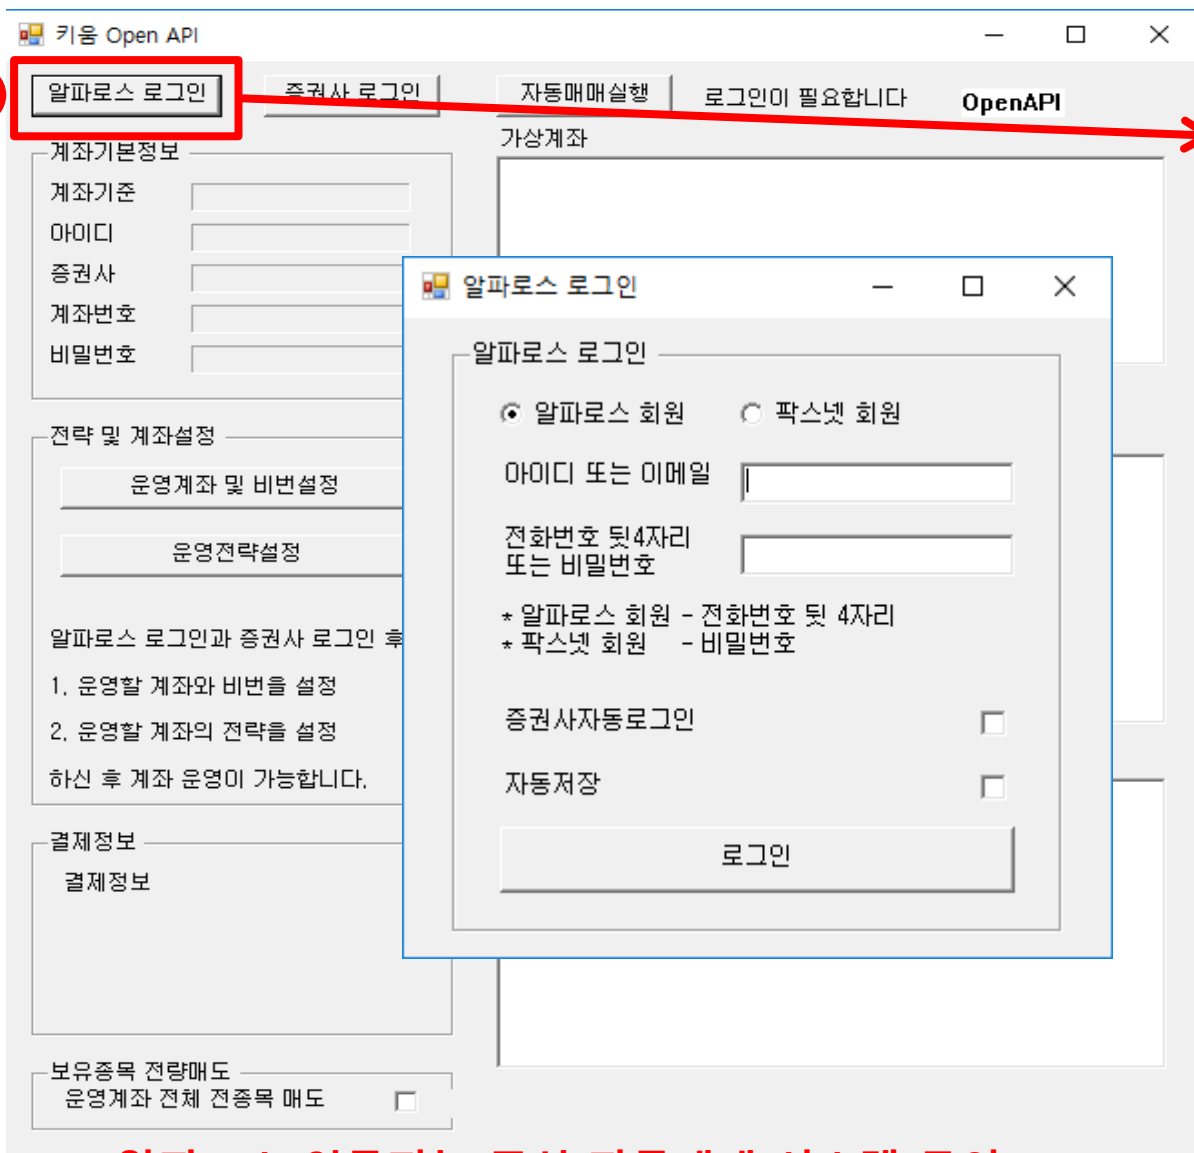 키움 Open API
알파로스 로그인
증권사 로그인
자동매매실행
로그인이 필요합니다
OpenAPI
계좌기본정보
계좌기준
아이디
증권사
계좌번호
비밀번호
가상계좌
전략 및 계좌설정
운영계좌 및 비번설정
운영전략설정
알파로스 로그인과 증권사 로그인 후
1. 운영할 계좌와 비번을 설정
2. 운영할 계좌의 전략을 설정
하신 후 계좌 운영이 가능합니다.
결제정보
결제정보
보유종목 전량매도
운영계좌 전체 전종목 매도
알파로스 로그인
알파로스 로그인
알파로스 회원
팍스넷 회원
아이디 또는 이메일
전화번호 뒷4자리
또는 비밀번호
* 알파로스 회원 - 전화번호 뒷 4자리
* 팍스넷 회원 - 비밀번호
증권사자동로그인
자동저장
로그인